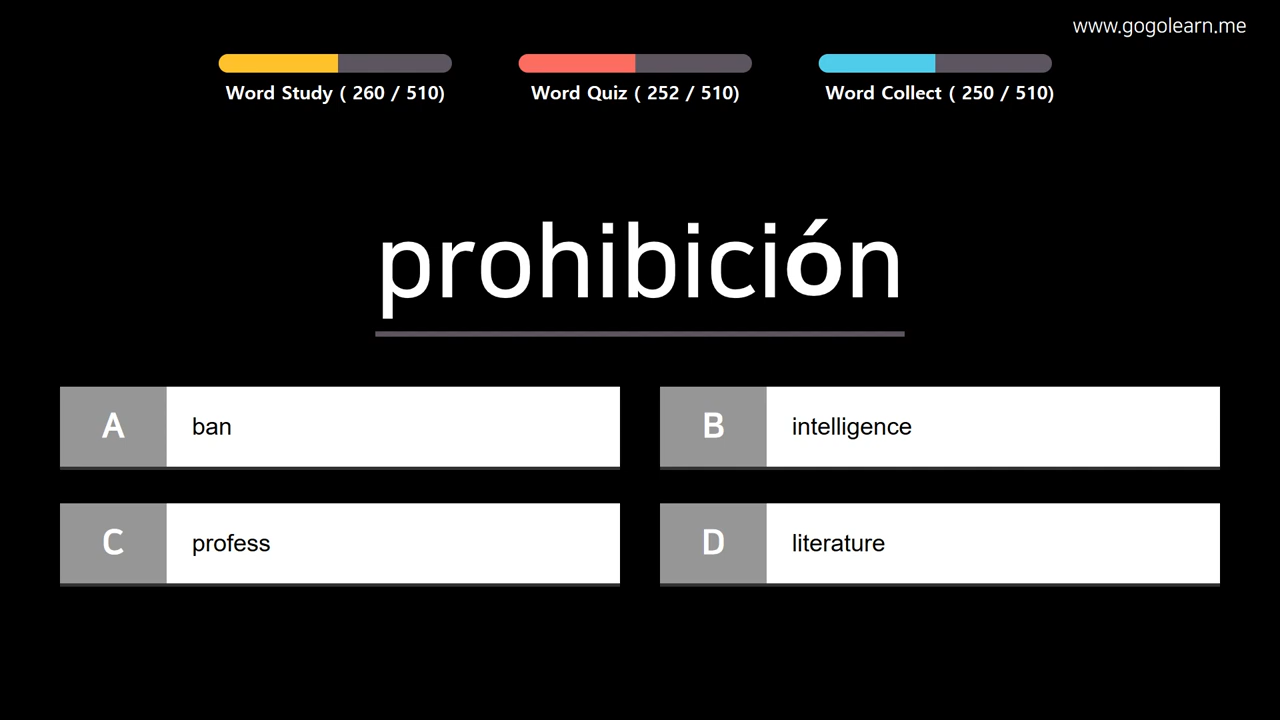 www.gogolearn.me
Word Study ( 260 / 510)
Word Quiz ( 252 / 510)
Word Collect ( 250 / 510)
prohibición
A ban
B intelligence
C profess
D literature